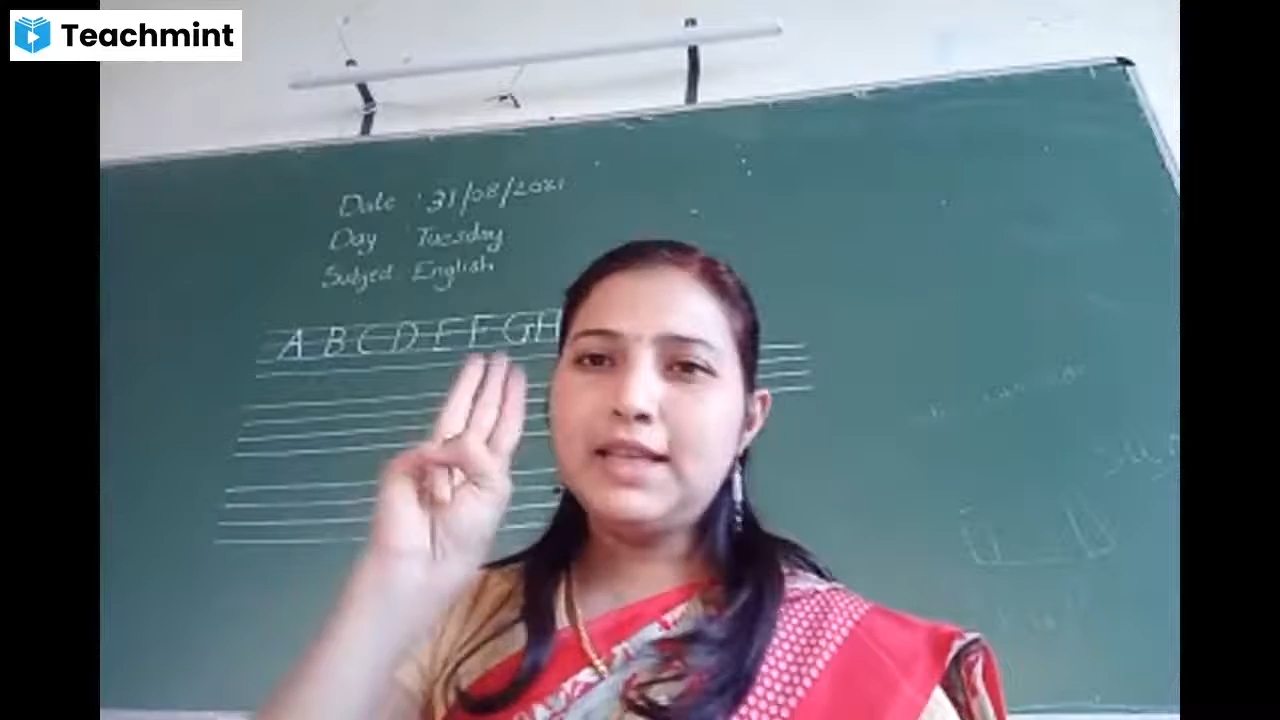 Teachmint
Date 31/08/2021
Day Tuesday
Subject English
A B C D E F G H